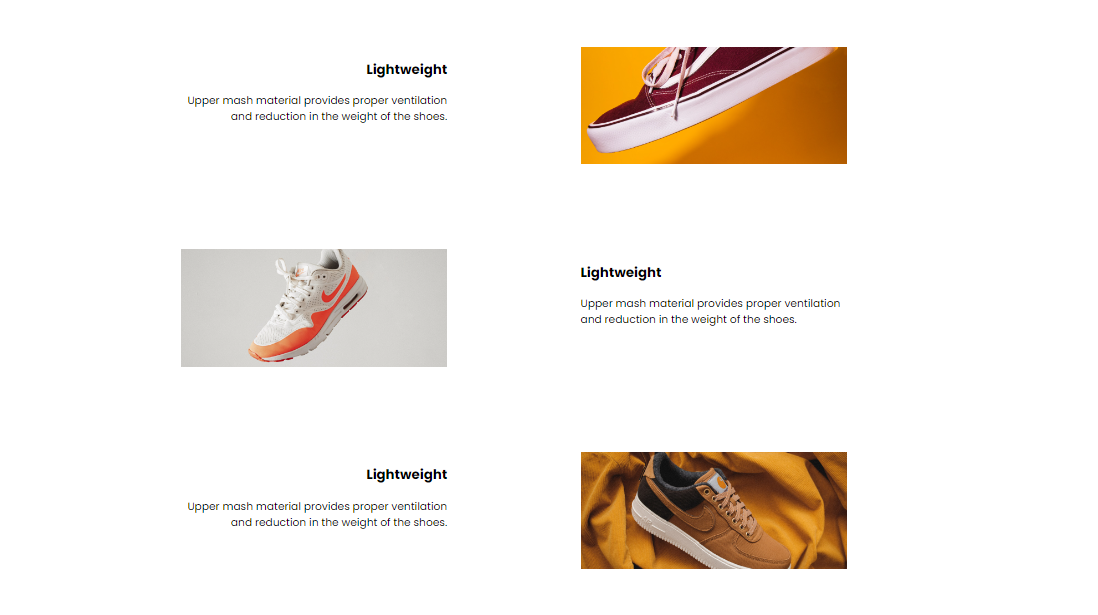 Lightweight
Upper mash material provides proper ventilation
and reduction in the weight of the shoes.
Lightweight
Upper mash material provides proper ventilation
and reduction in the weight of the shoes.
Lightweight
Upper mash material provides proper ventilation
and reduction in the weight of the shoes.